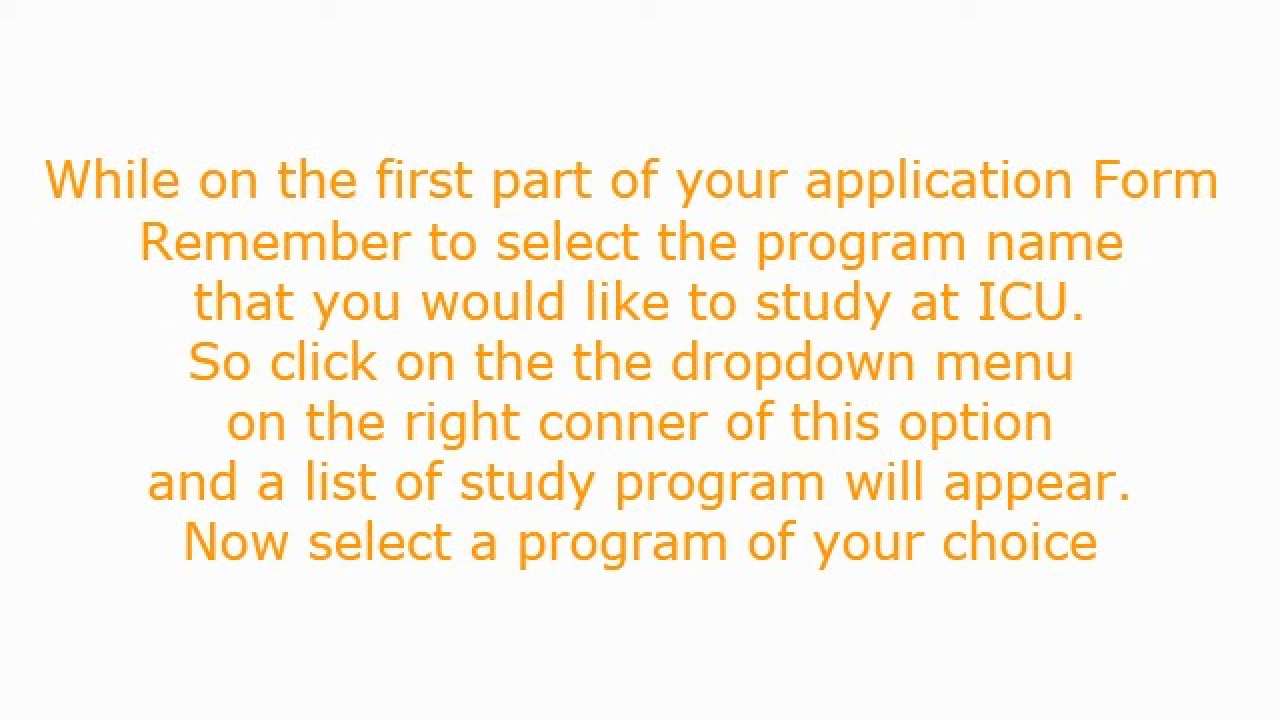 While on the first part of your application Form
Remember to select the program name
that you would like to study at ICU.
So click on the the dropdown menu
on the right conner of this option
and a list of study program will appear.
Now select a program of your choice